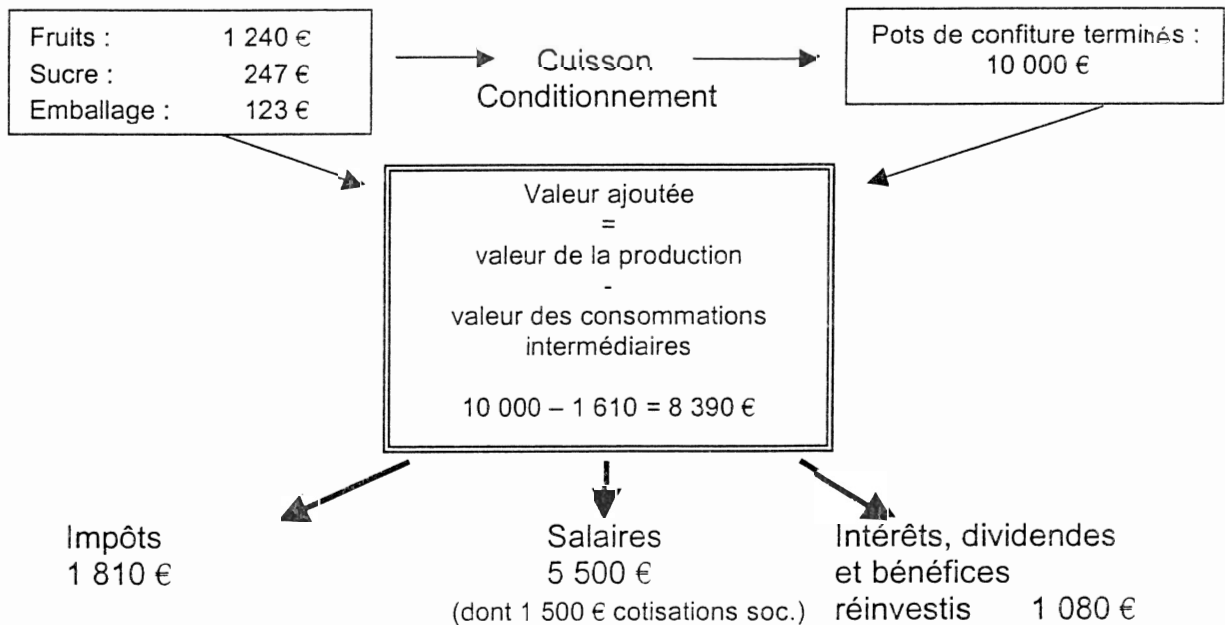 Fruits : 1 240 €
Sucre : 247 €
Emballage : 123 €
Cuisson
Conditionnement
Pots de confiture terminés :
10 000 €
Valeur ajoutée
=
valeur de la production
-
valeur des consommations
intermédiaires
10 000 – 1 610 = 8 390 €
Impôts
1 810 €
Salaires
5 500 €
(dont 1 500 € cotisations soc.)
Intérêts, dividendes
et bénéfices
réinvestis 1 080 €